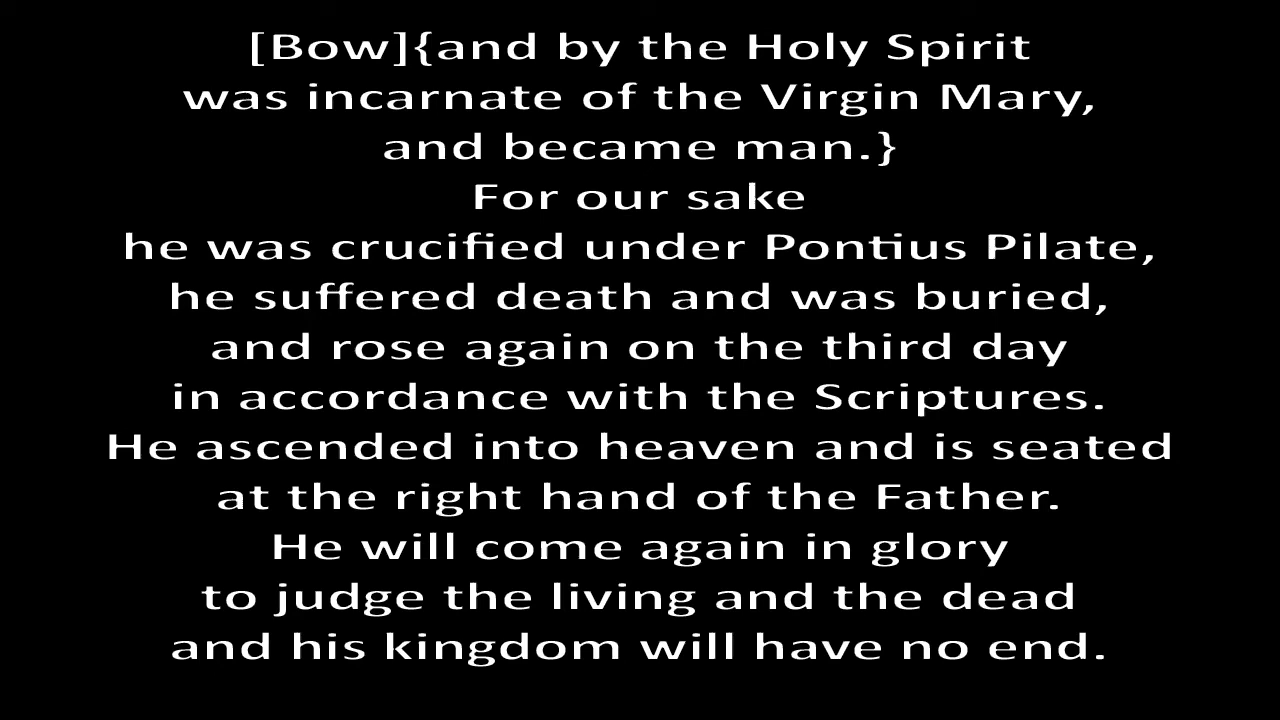 [Bow]{and by the Holy Spirit
was incarnate of the Virgin Mary,
and became man.}
For our sake
he was crucified under Pontius Pilate,
he suffered death and was buried,
and rose again on the third day
in accordance with the Scriptures.
He ascended into heaven and is seated
at the right hand of the Father.
He will come again in glory
to judge the living and the dead
and his kingdom will have no end.